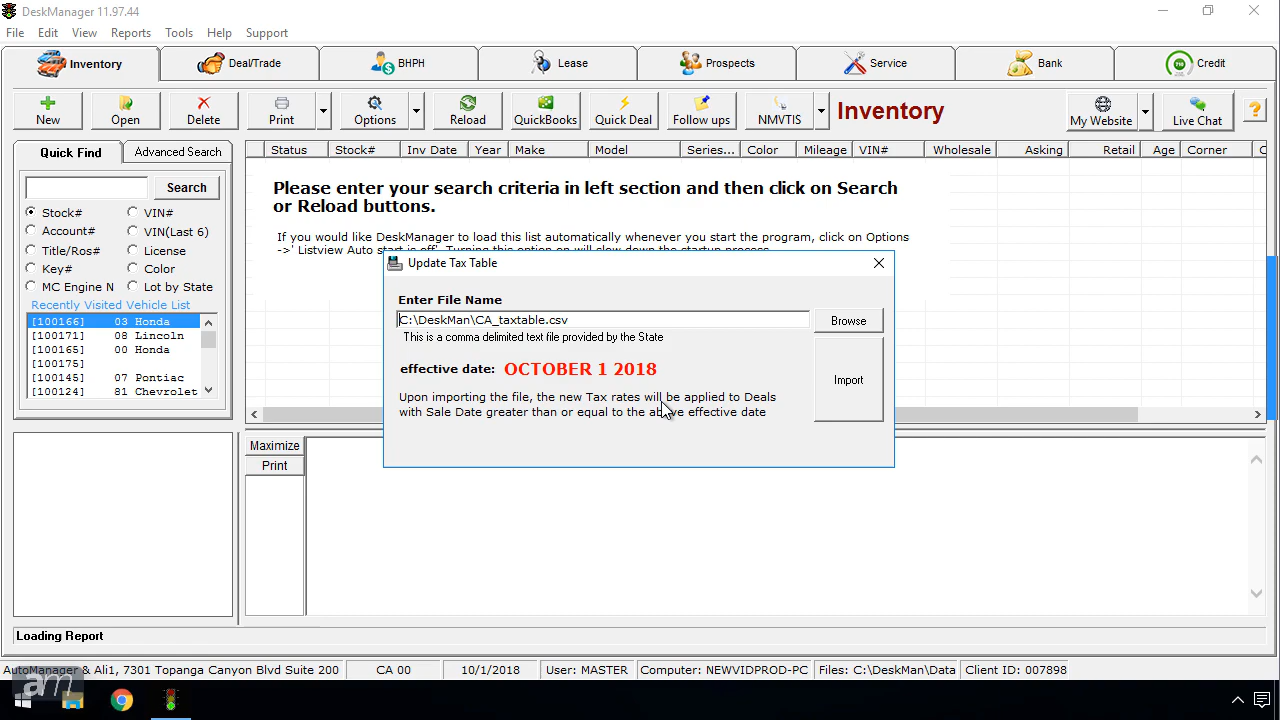 DeskManager 11.97.44
File Edit View Reports Tools Help Support
Inventory Deal/Trade BHPH Lease Prospects Service Bank Credit
New Open Delete Print Options Reload QuickBooks Quick Deal Follow ups NMVTIS Inventory My Website Live Chat
Quick Find Advanced Search
Status Stock# Inv Date Year Make Model Series... Color Mileage VIN# Wholesale Asking Retail Age Corner C
Search
Stock# VIN#
Account# VIN(Last 6)
Title/Ros# License
Key# Color
MC Engine N Lot by State
Recently Visited Vehicle List
[100166] 03 Honda
[100171] 08 Lincoln
[100165] 00 Honda
[100175]
[100145] 07 Pontiac
[100124] 81 Chevrolet
Please enter your search criteria in left section and then click on Search
or Reload buttons.
If you would like DeskManager to load this list automatically whenever you start the program, click on Options
->' Listview Auto start is off'. Turning this option on will slow down the startup process
Update Tax Table
Enter File Name
C:\DeskMan\CA_taxtable.csv
Browse
This is a comma delimited text file provided by the State
effective date: OCTOBER 1 2018
Import
Upon importing the file, the new Tax rates will be applied to Deals
with Sale Date greater than or equal to the above effective date
Maximize
Print
Loading Report
AutoManager & Ali1, 7301 Topanga Canyon Blvd Suite 200 CA 00 10/1/2018 User: MASTER Computer: NEWVIDPROD-PC Files: C:\DeskMan\Data Client ID: 007898
am